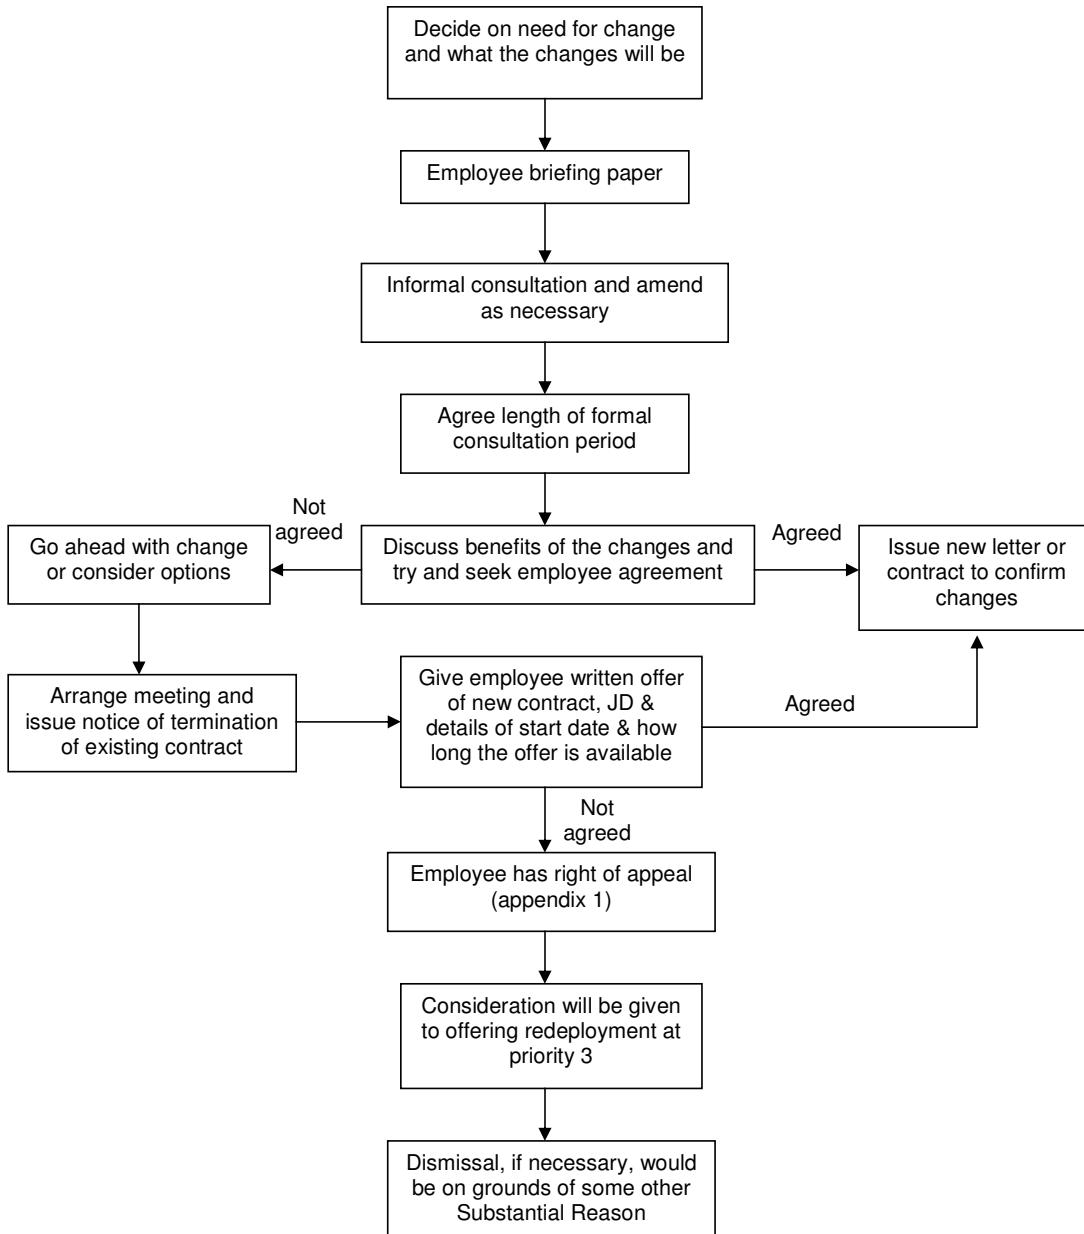 Decide on need for change
and what the changes will be
Employee briefing paper
Informal consultation and amend
as necessary
Agree length of formal
consultation period
Not
agreed
Go ahead with change
or consider options
Discuss benefits of the changes and
try and seek employee agreement
Agreed
Issue new letter or
contract to confirm
changes
Arrange meeting and
issue notice of termination
of existing contract
Give employee written offer
of new contract, JD &
details of start date & how
long the offer is available
Agreed
Not
agreed
Employee has right of appeal
(appendix 1)
Consideration will be given
to offering redeployment at
priority 3
Dismissal, if necessary, would
be on grounds of some other
Substantial Reason